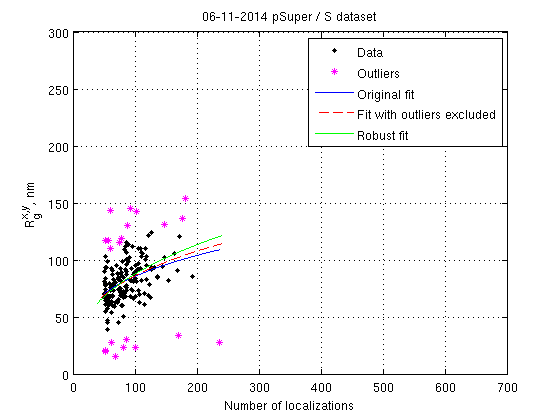 06-11-2014 pSuper / S dataset
300
250
200
150
100
50
0
R_g^{x,y}, nm
Data
Outliers
Original fit
Fit with outliers excluded
Robust fit
0 100 200 300 400 500 600 700
Number of localizations